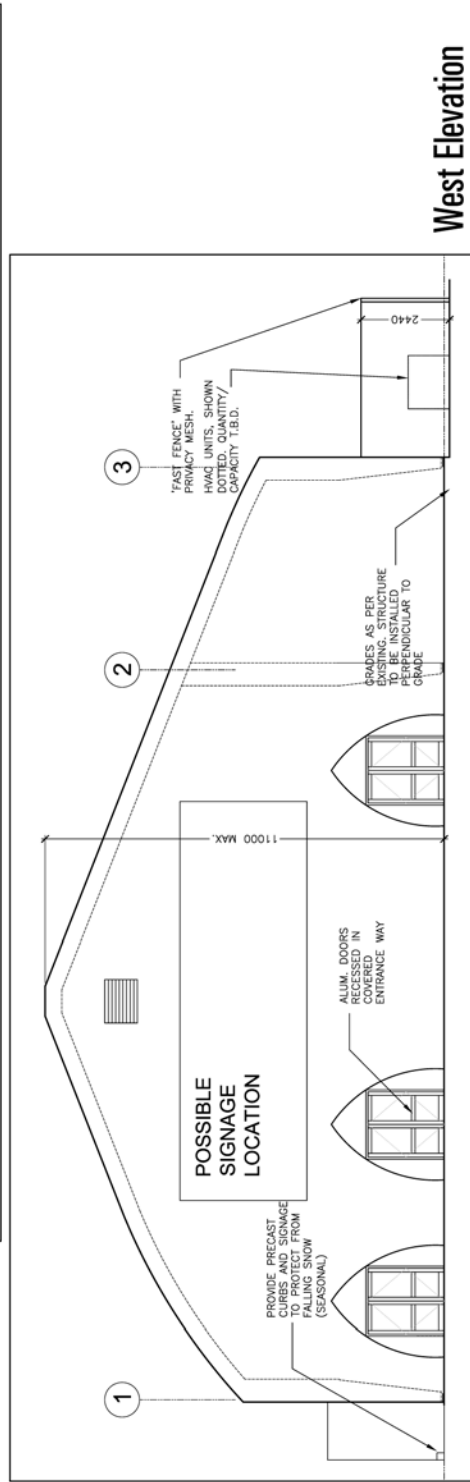 1
2
3
"FAST FENCE" WITH
PRIVACY MESH.
HVAC UNITS, SHOWN
DOTTED. QUANTITY/
CAPACITY T.B.D.
2440
11000 MAX.
POSSIBLE
SIGNAGE
LOCATION
PROVIDE PRECAST
CURBS AND SIGNAGE
TO PROTECT FROM
FALLING SNOW
(SEASONAL)
ALUM. DOORS
RECESSED IN
COVERED
ENTRANCE WAY
GRADES AS PER
EXISTING. STRUCTURE
TO BE INSTALLED
PERPENDICULAR TO
GRADE
West Elevation